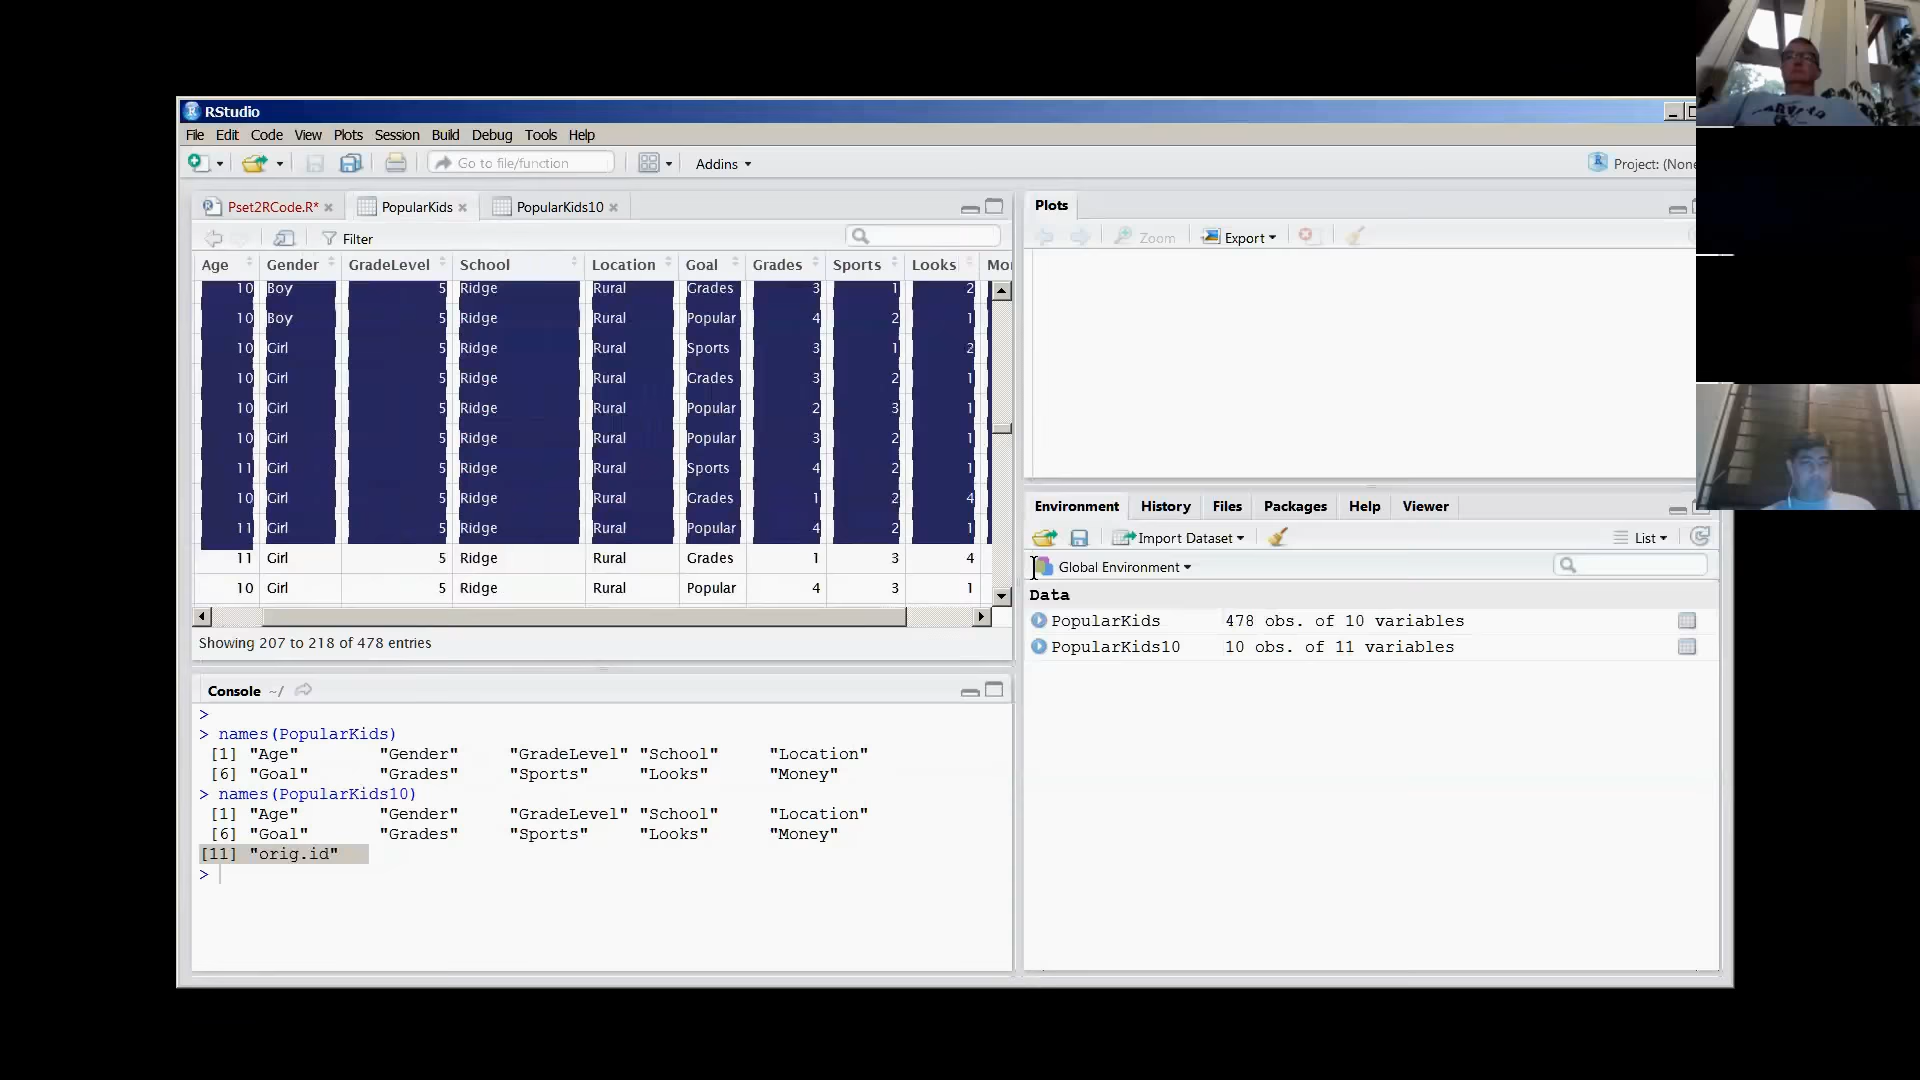 RStudio
File Edit Code View Plots Session Build Debug Tools Help
Go to file/function Addins Project: (None
Pset2RCode.R* PopularKids PopularKids10
Filter
Age Gender GradeLevel School Location Goal Grades Sports Looks Mo
10 Boy 5 Ridge Rural Grades 3 1 2
10 Boy 5 Ridge Rural Popular 4 2 1
10 Girl 5 Ridge Rural Sports 3 1 2
10 Girl 5 Ridge Rural Grades 3 2 1
10 Girl 5 Ridge Rural Popular 2 3 1
10 Girl 5 Ridge Rural Popular 3 2 1
11 Girl 5 Ridge Rural Sports 4 2 1
10 Girl 5 Ridge Rural Grades 1 2 4
11 Girl 5 Ridge Rural Popular 4 2 1
11 Girl 5 Ridge Rural Grades 1 3 4
10 Girl 5 Ridge Rural Popular 4 3 1
Showing 207 to 218 of 478 entries
Console ~/
>
> names(PopularKids)
[1] "Age" "Gender" "GradeLevel" "School" "Location"
[6] "Goal" "Grades" "Sports" "Looks" "Money"
> names(PopularKids10)
[1] "Age" "Gender" "GradeLevel" "School" "Location"
[6] "Goal" "Grades" "Sports" "Looks" "Money"
[11] "orig.id"
>
Plots
Zoom Export
Environment History Files Packages Help Viewer
Import Dataset List
Global Environment
Data
PopularKids 478 obs. of 10 variables
PopularKids10 10 obs. of 11 variables